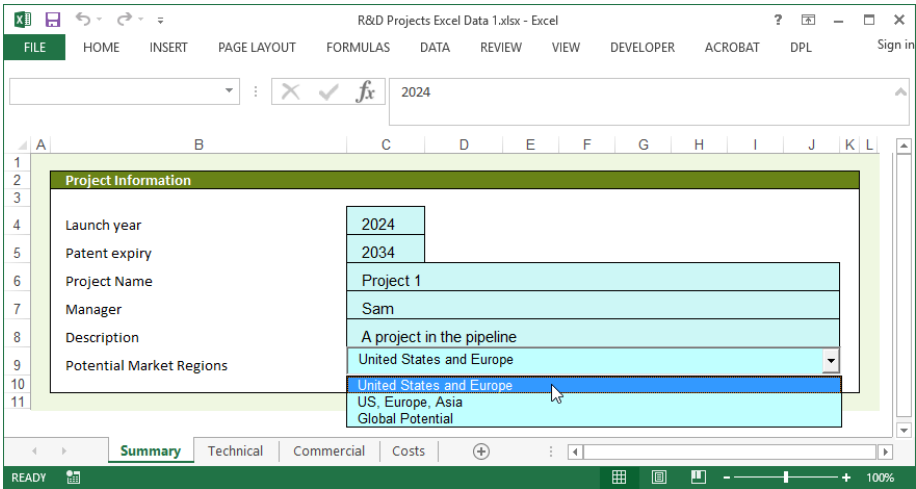 R&D Projects Excel Data 1.xlsx - Excel ?
FILE HOME INSERT PAGE LAYOUT FORMULAS DATA REVIEW VIEW DEVELOPER ACROBAT DPL Sign in
fx 2024
A B C D E F G H I J K L
1
2 Project Information
3
4 Launch year 2024
5 Patent expiry 2034
6 Project Name Project 1
7 Manager Sam
8 Description A project in the pipeline
9 Potential Market Regions United States and Europe
10 United States and Europe
11 US, Europe, Asia
Global Potential
Summary Technical Commercial Costs
READY 100%